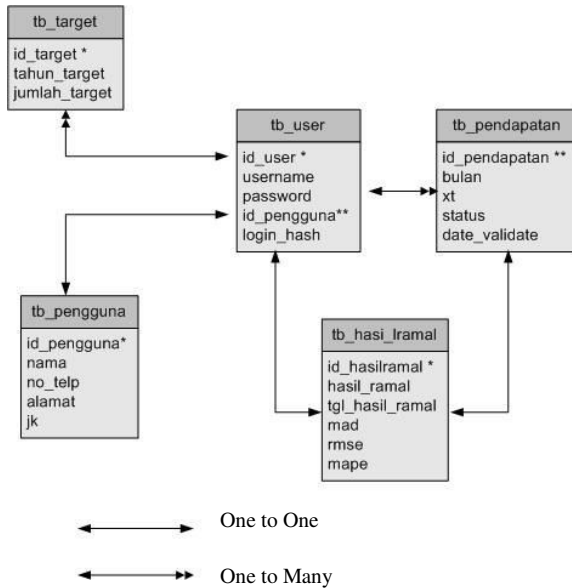 tb_target
id_target *
tahun_target
jumlah_target
tb_user
id_user *
username
password
id_pengguna**
login_hash
tb_pendapatan
id_pendapatan **
bulan
xt
status
date_validate
tb_pengguna
id_pengguna*
nama
no_telp
alamat
jk
tb_hasi_lramal
id_hasilramal *
hasil_ramal
tgl_hasil_ramal
mad
rmse
mape
One to One
One to Many